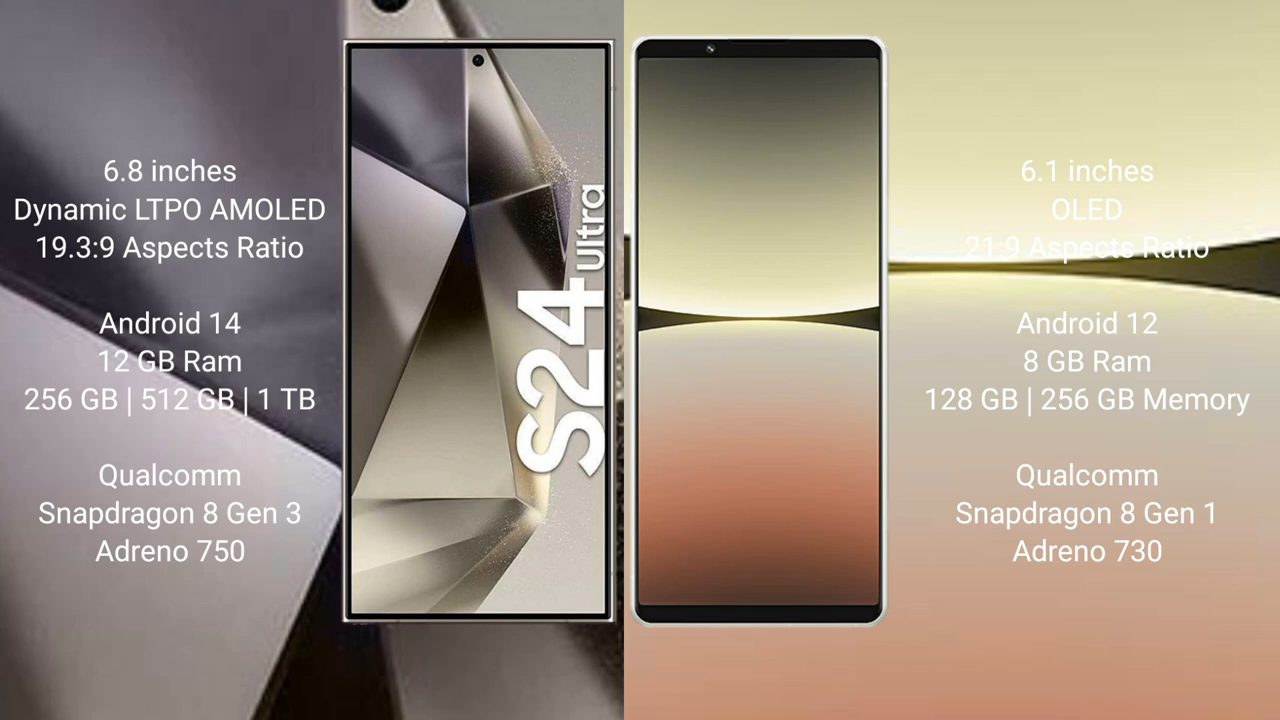 6.8 inches
Dynamic LTPO AMOLED
19.3:9 Aspects Ratio
Android 14
12 GB Ram
256 GB | 512 GB | 1 TB
Qualcomm
Snapdragon 8 Gen 3
Adreno 750
S24 Ultra
6.1 inches
OLED
21:9 Aspects Ratio
Android 12
8 GB Ram
128 GB | 256 GB Memory
Qualcomm
Snapdragon 8 Gen 1
Adreno 730